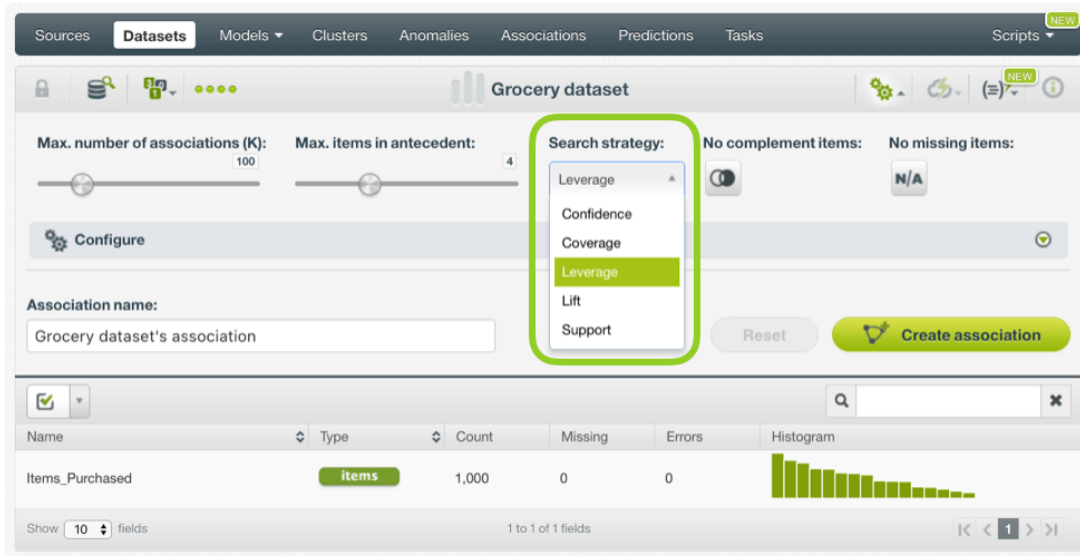 NEW
Sources Datasets Models Clusters Anomalies Associations Predictions Tasks Scripts
Grocery dataset NEW
Max. number of associations (K): Max. items in antecedent: Search strategy: No complement items: No missing items:
100 4
Leverage N/A
Confidence
Configure Coverage
Leverage
Association name: Lift
Grocery dataset's association Support Reset Create association
Name Type Count Missing Errors Histogram
Items_Purchased items 1,000 0 0
Show 10 fields 1 to 1 of 1 fields 1